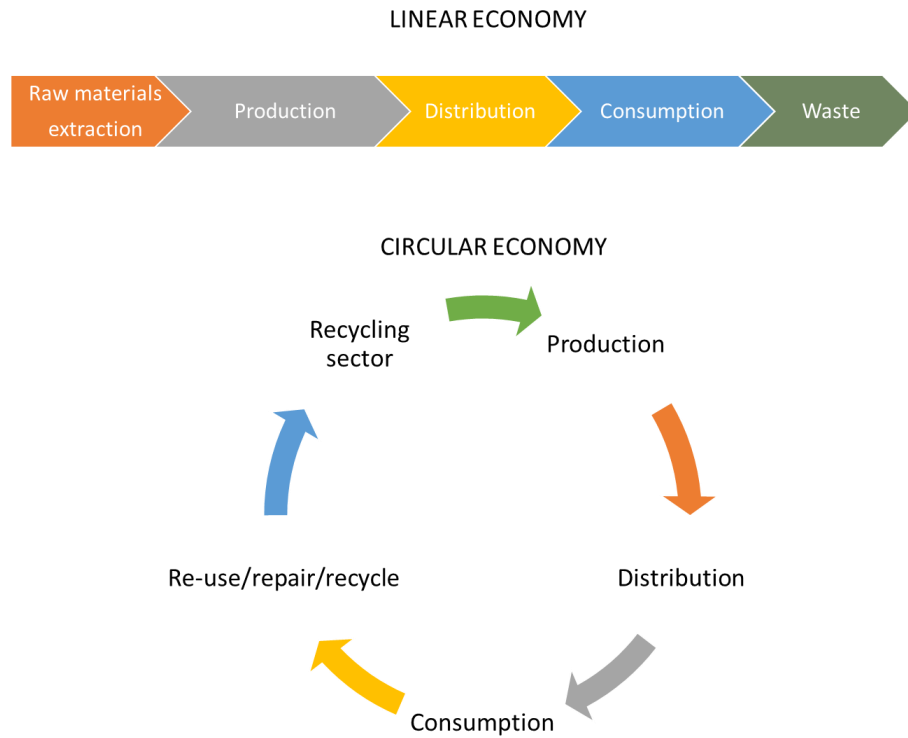 LINEAR ECONOMY
Raw materials
extraction
Production
Distribution
Consumption
Waste
CIRCULAR ECONOMY
Recycling
sector
Production
Re-use/repair/recycle
Distribution
Consumption